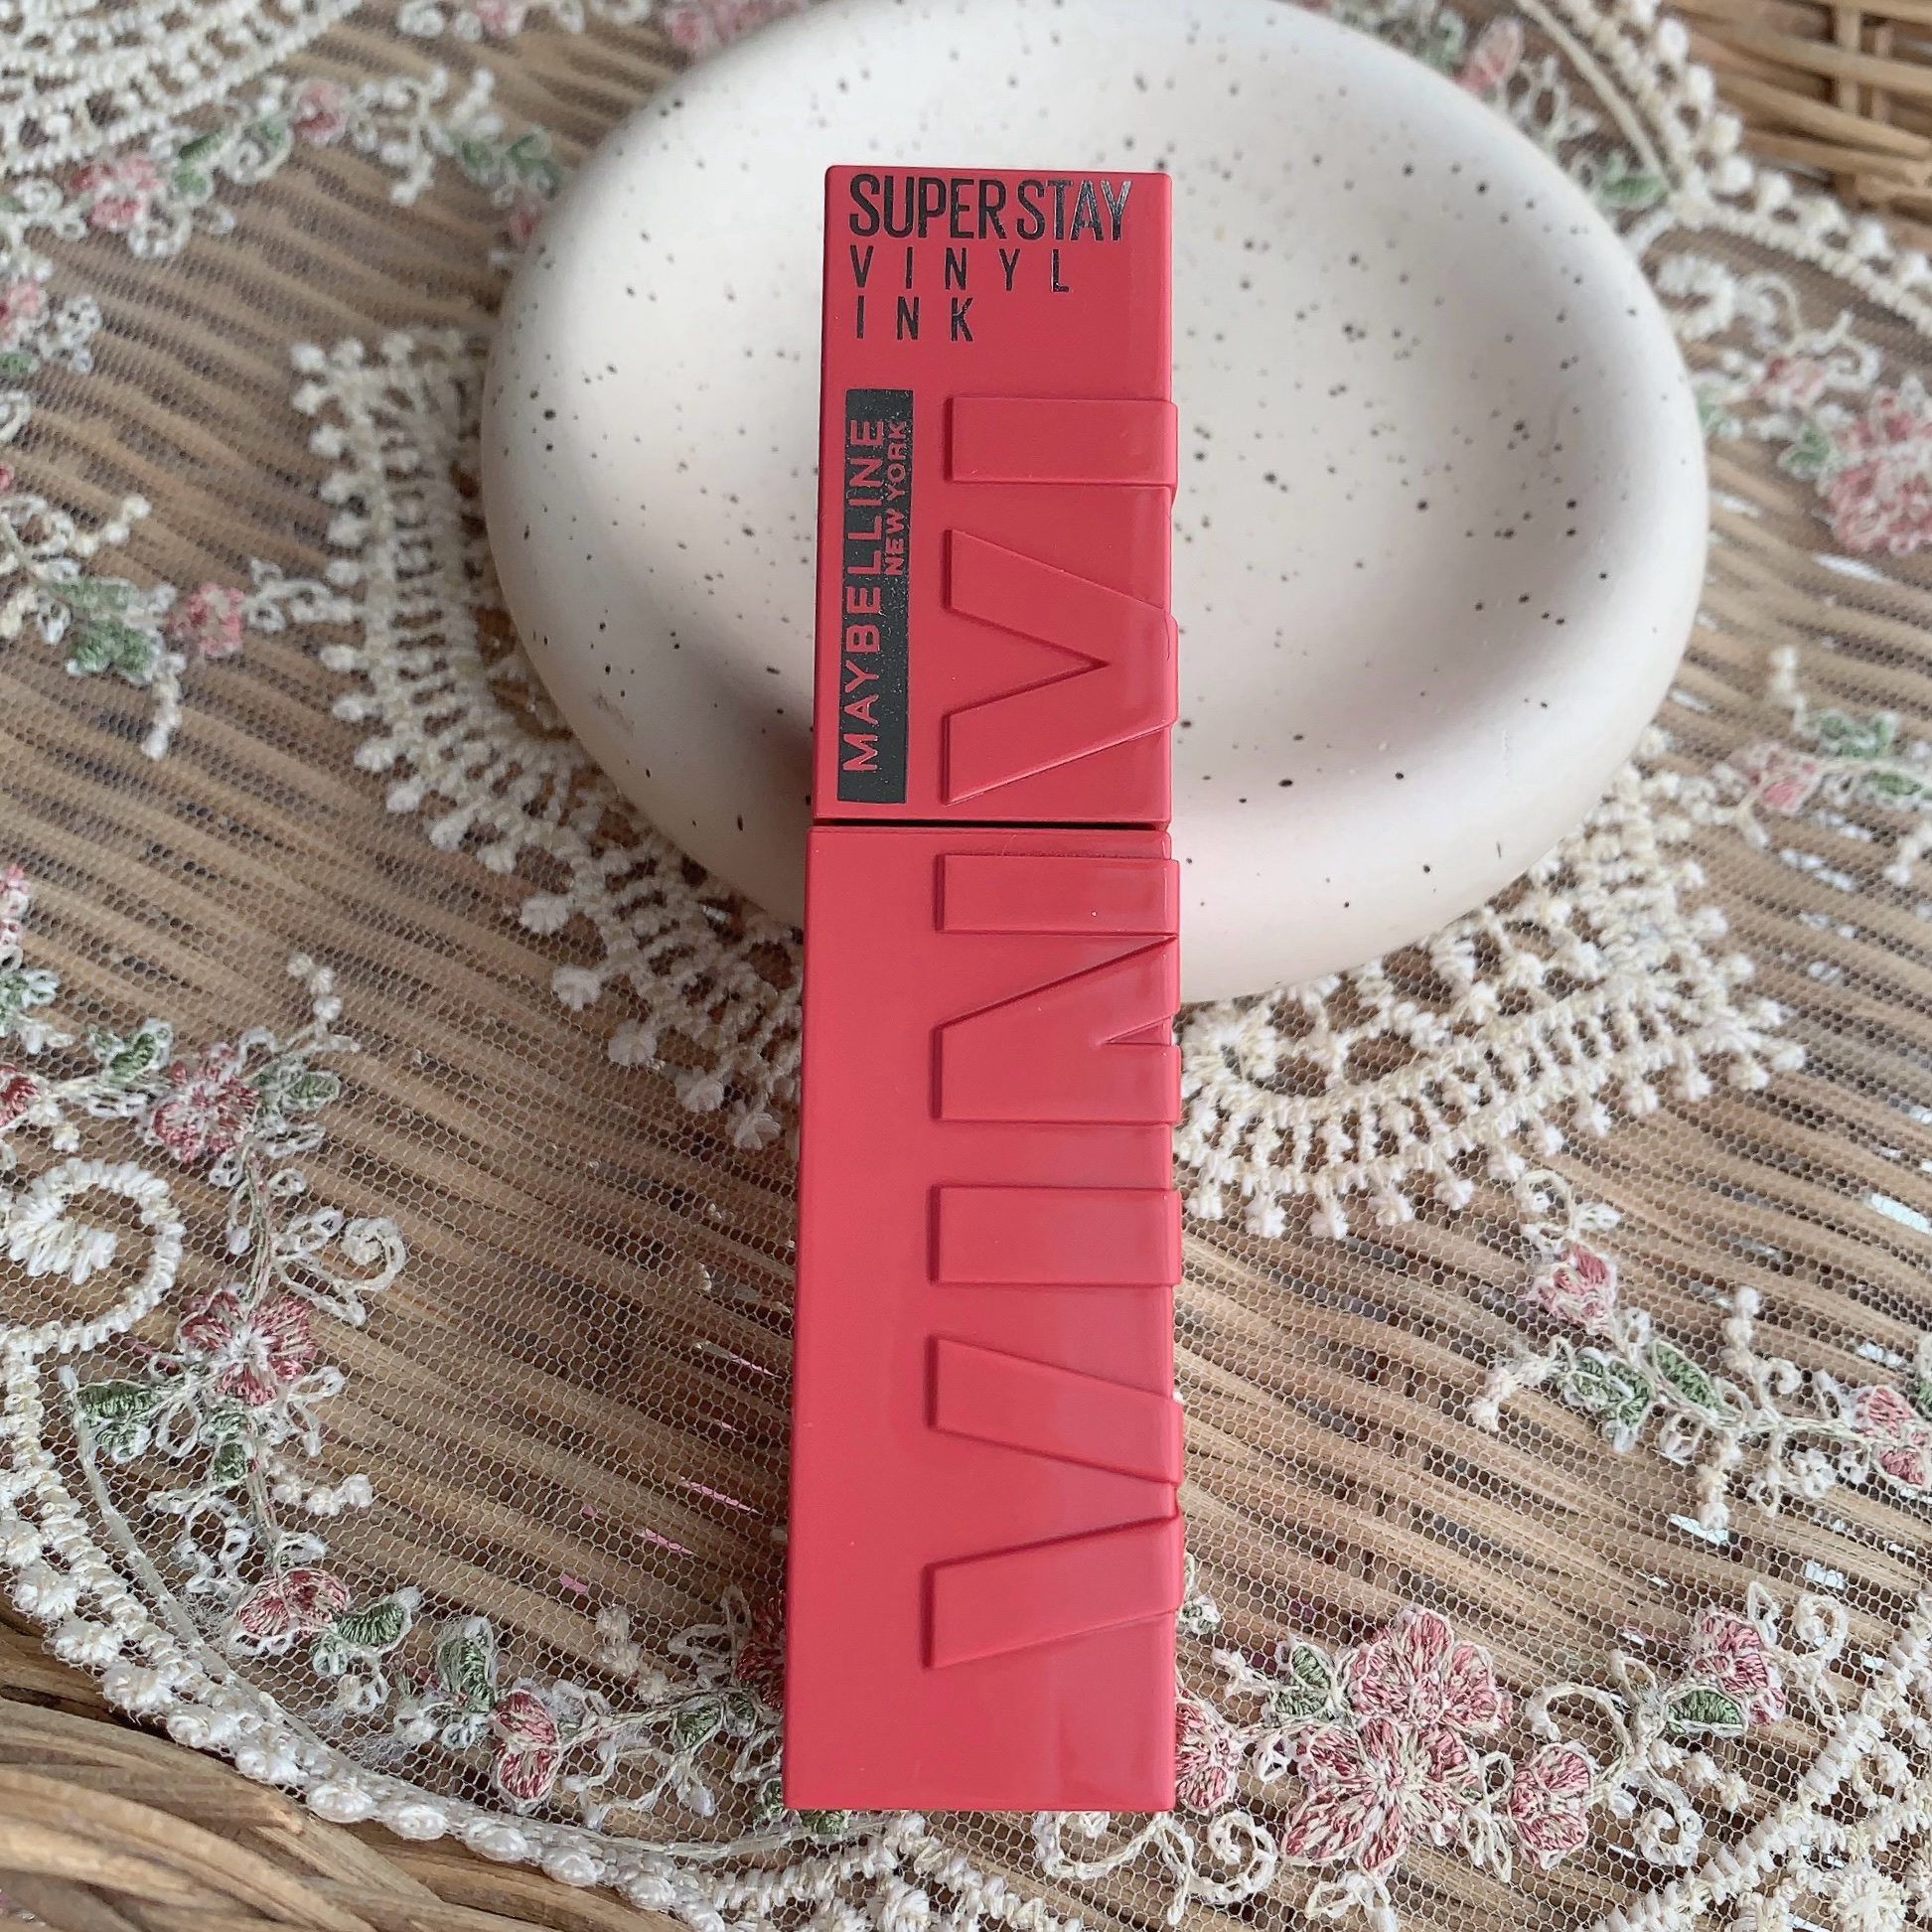 SUPER STAY
VINYL
INK
MAYBELLINE
NEW YORK
VINYL